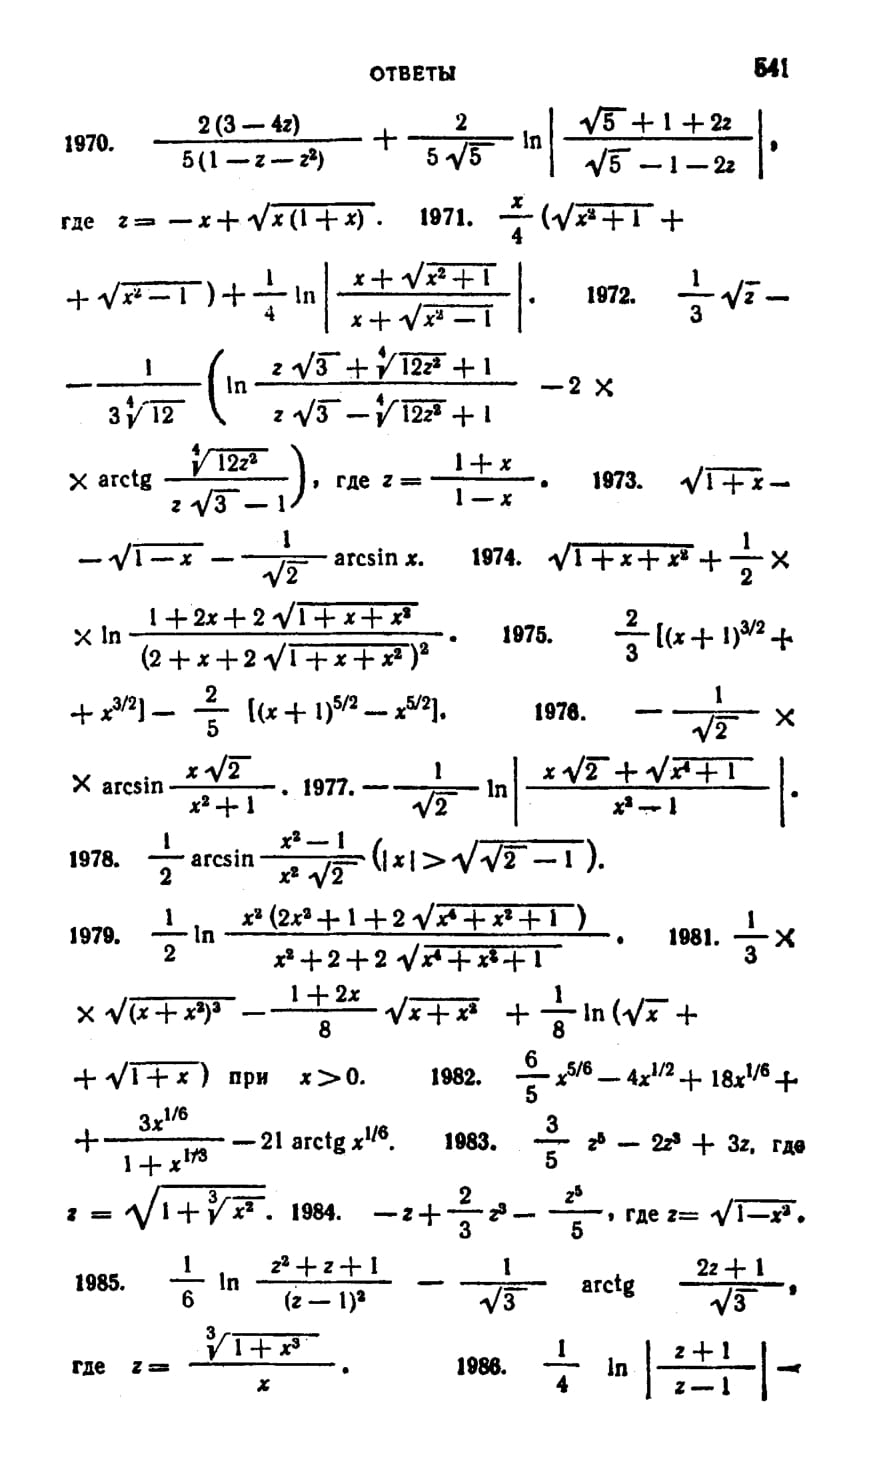 ОТВЕТЫ 541
1970. \frac{2(3-4z)}{5(1-z-z^2)} + \frac{2}{5\sqrt{5}} \ln \left| \frac{\sqrt{5}+1+2z}{\sqrt{5}-1-2z} \right|,
где z = -x + \sqrt{x(1+x)}. 1971. \frac{x}{4} (\sqrt{x^2+1} +
+ \sqrt{x^2-1}) + \frac{1}{4} \ln \left| \frac{x+\sqrt{x^2+1}}{x+\sqrt{x^2-1}} \right|. 1972. \frac{1}{3} \sqrt{z} -
- \frac{1}{3\sqrt[4]{12}} \left( \ln \frac{z\sqrt{3}+\sqrt[4]{12z^2}+1}{z\sqrt{3}-\sqrt[4]{12z^2}+1} - 2 ×
× arctg \frac{\sqrt[4]{12z^2}}{z\sqrt{3}-1} \right), где z = \frac{1+x}{1-x}. 1973. \sqrt{1+x} -
- \sqrt{1-x} - \frac{1}{\sqrt{2}} arcsin x. 1974. \sqrt{1+x+x^2} + \frac{1}{2} ×
× \ln \frac{1+2x+2\sqrt{1+x+x^2}}{(2+x+2\sqrt{1+x+x^2})^2}. 1975. \frac{2}{3} [(x+1)^{3/2} +
+ x^{3/2}] - \frac{2}{5} [(x+1)^{5/2} - x^{5/2}]. 1976. - \frac{1}{\sqrt{2}} ×
× arcsin \frac{x\sqrt{2}}{x^2+1}. 1977. - \frac{1}{\sqrt{2}} \ln \left| \frac{x\sqrt{2}+\sqrt{x^4+1}}{x^2-1} \right|.
1978. \frac{1}{2} arcsin \frac{x^2-1}{x^2\sqrt{2}} (|x| > \sqrt{\sqrt{2}-1}).
1979. \frac{1}{2} \ln \frac{x^2(2x^2+1+2\sqrt{x^4+x^2+1})}{x^2+2+2\sqrt{x^4+x^2+1}}. 1981. \frac{1}{3} ×
× \sqrt{(x+x^2)^3} - \frac{1+2x}{8} \sqrt{x+x^2} + \frac{1}{8} \ln (\sqrt{x} +
+ \sqrt{1+x}) при x > 0. 1982. \frac{6}{5} x^{5/6} - 4x^{1/2} + 18x^{1/6} +
+ \frac{3x^{1/6}}{1+x^{1/3}} - 21 arctg x^{1/6}. 1983. \frac{3}{5} z^5 - 2z^3 + 3z, где
z = \sqrt{1+\sqrt[3]{x^2}}. 1984. -z + \frac{2}{3} z^3 - \frac{z^5}{5}, где z = \sqrt{1-x^2}.
1985. \frac{1}{6} \ln \frac{z^2+z+1}{(z-1)^2} - \frac{1}{\sqrt{3}} arctg \frac{2z+1}{\sqrt{3}},
где z = \frac{\sqrt[3]{1+x^3}}{x}. 1986. \frac{1}{4} \ln \left| \frac{z+1}{z-1} \right| -